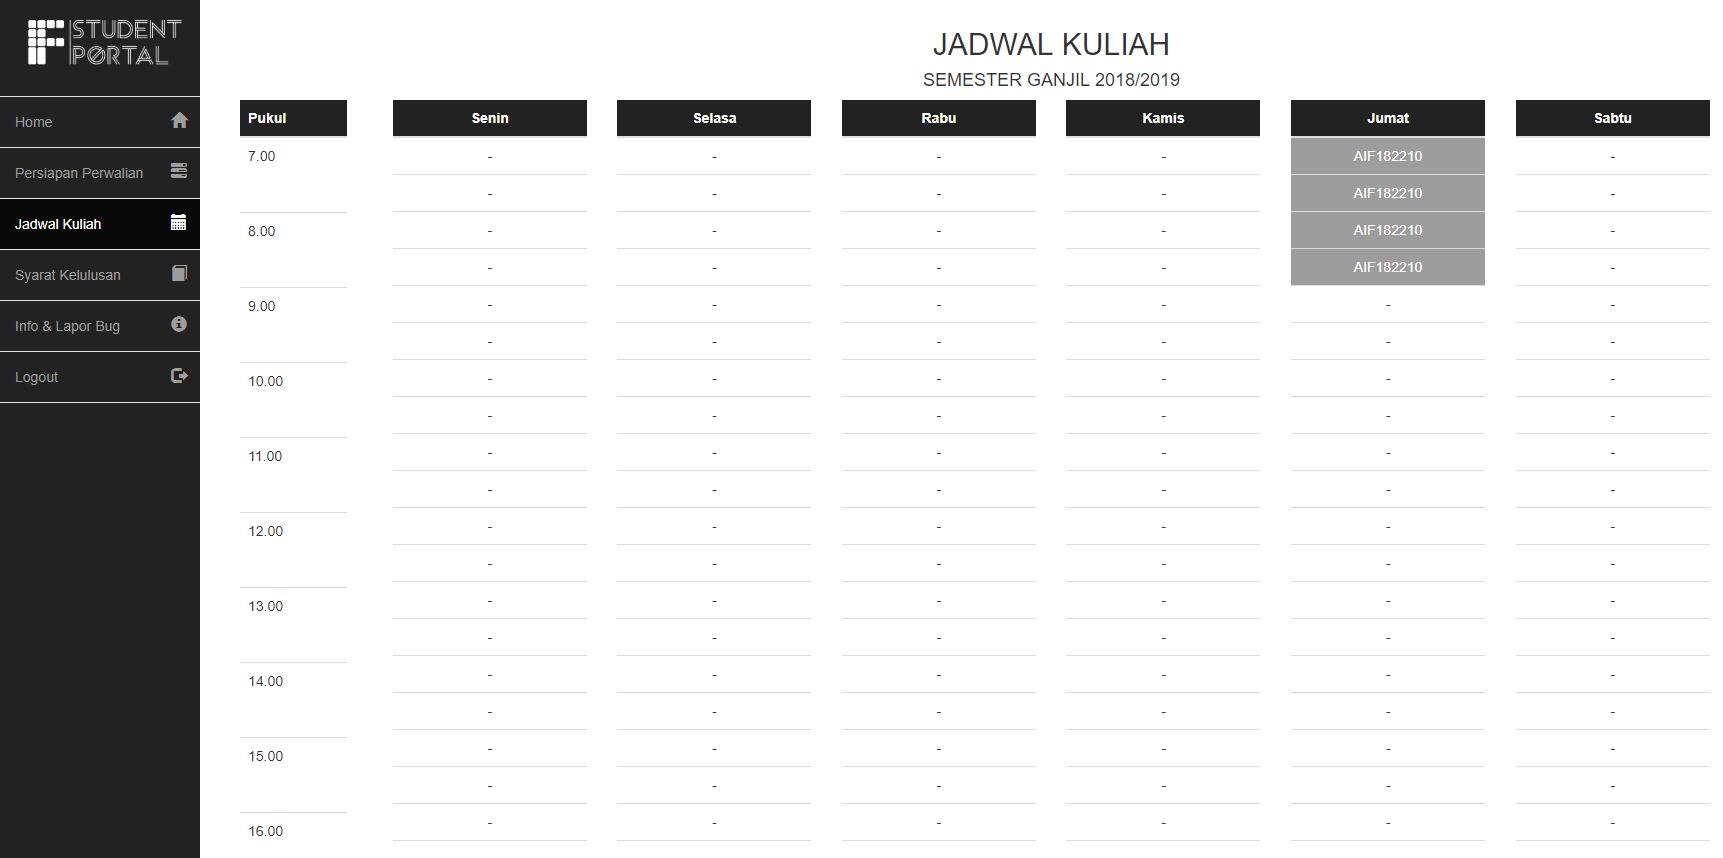 STUDENT
PØRTAL
Home
Persiapan Perwalian
Jadwal Kuliah
Syarat Kelulusan
Info & Lapor Bug
Logout
JADWAL KULIAH
SEMESTER GANJIL 2018/2019
Pukul Senin Selasa Rabu Kamis Jumat Sabtu
7.00 - - - - AIF182210 -
- - - - AIF182210 -
8.00 - - - - AIF182210 -
- - - - AIF182210 -
9.00 - - - - - -
- - - - - -
10.00 - - - - - -
- - - - - -
11.00 - - - - - -
- - - - - -
12.00 - - - - - -
- - - - - -
13.00 - - - - - -
- - - - - -
14.00 - - - - - -
- - - - - -
15.00 - - - - - -
- - - - - -
16.00 - - - - - -